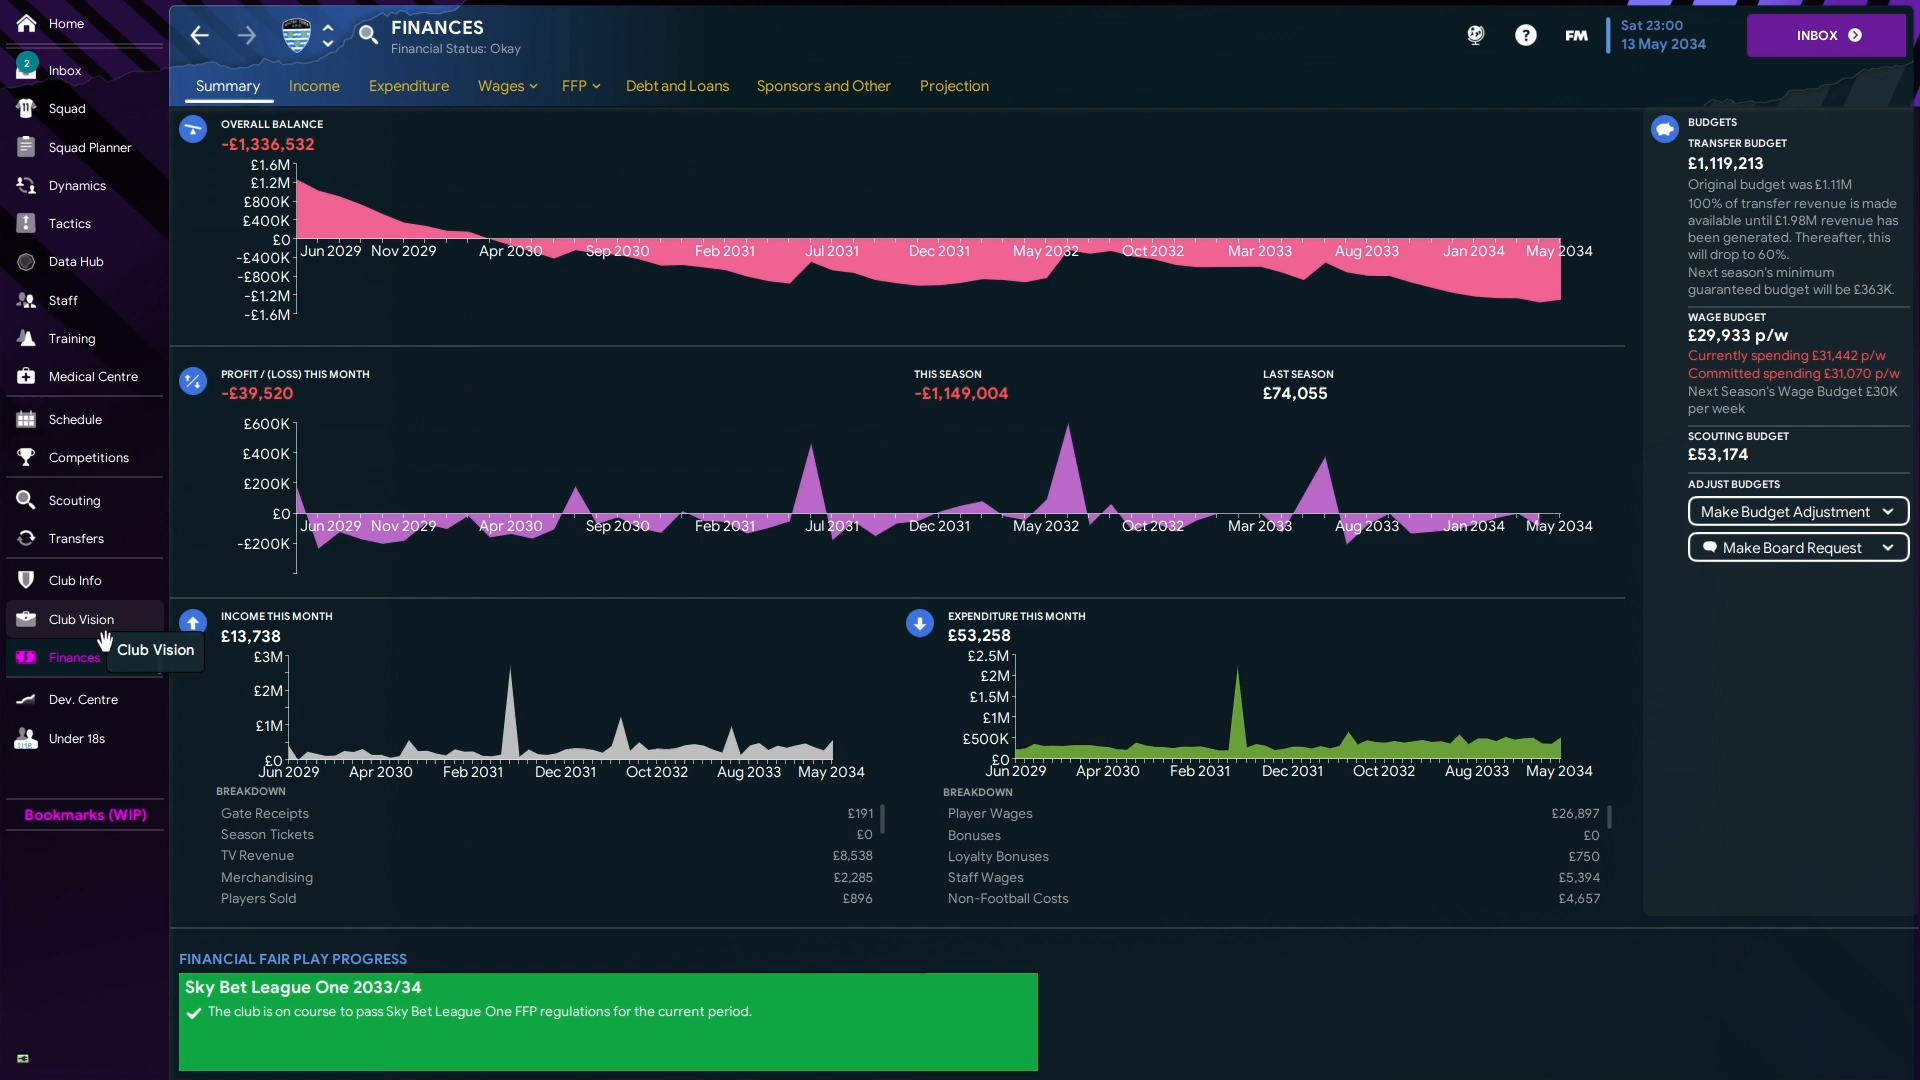 Home
2
Inbox
Squad
Squad Planner
Dynamics
Tactics
Data Hub
Staff
Training
Medical Centre
Schedule
Competitions
Scouting
Transfers
Club Info
Club Vision
Finances
Club Vision
Dev. Centre
U18
Under 18s
Bookmarks (WIP)
FINANCES
Financial Status: Okay
?
FM
Sat 23:00
13 May 2034
INBOX
Summary
Income
Expenditure
Wages
FFP
Debt and Loans
Sponsors and Other
Projection
OVERALL BALANCE
-£1,336,532
£1.6M
£1.2M
£800K
£400K
£0
-£400K
-£800K
-£1.2M
-£1.6M
Jun 2029 Nov 2029 Apr 2030 Sep 2030 Feb 2031 Jul 2031 Dec 2031 May 2032 Oct 2032 Mar 2033 Aug 2033 Jan 2034 May 2034
PROFIT / (LOSS) THIS MONTH
-£39,520
THIS SEASON
-£1,149,004
LAST SEASON
£74,055
£600K
£400K
£200K
£0
-£200K
Jun 2029 Nov 2029 Apr 2030 Sep 2030 Feb 2031 Jul 2031 Dec 2031 May 2032 Oct 2032 Mar 2033 Aug 2033 Jan 2034 May 2034
INCOME THIS MONTH
£13,738
£3M
£2M
£1M
£0
Jun 2029 Apr 2030 Feb 2031 Dec 2031 Oct 2032 Aug 2033 May 2034
BREAKDOWN
Gate Receipts £191
Season Tickets £0
TV Revenue £8,538
Merchandising £2,285
Players Sold £896
EXPENDITURE THIS MONTH
£53,258
£2.5M
£2M
£1.5M
£1M
£500K
£0
Jun 2029 Apr 2030 Feb 2031 Dec 2031 Oct 2032 Aug 2033 May 2034
BREAKDOWN
Player Wages £26,897
Bonuses £0
Loyalty Bonuses £750
Staff Wages £5,394
Non-Football Costs £4,657
FINANCIAL FAIR PLAY PROGRESS
Sky Bet League One 2033/34
The club is on course to pass Sky Bet League One FFP regulations for the current period.
BUDGETS
TRANSFER BUDGET
£1,119,213
Original budget was £1.11M
100% of transfer revenue is made
available until £1.98M revenue has
been generated. Thereafter, this
will drop to 60%.
Next season's minimum
guaranteed budget will be £363K.
WAGE BUDGET
£29,933 p/w
Currently spending £31,442 p/w
Committed spending £31,070 p/w
Next Season's Wage Budget £30K
per week
SCOUTING BUDGET
£53,174
ADJUST BUDGETS
Make Budget Adjustment
Make Board Request